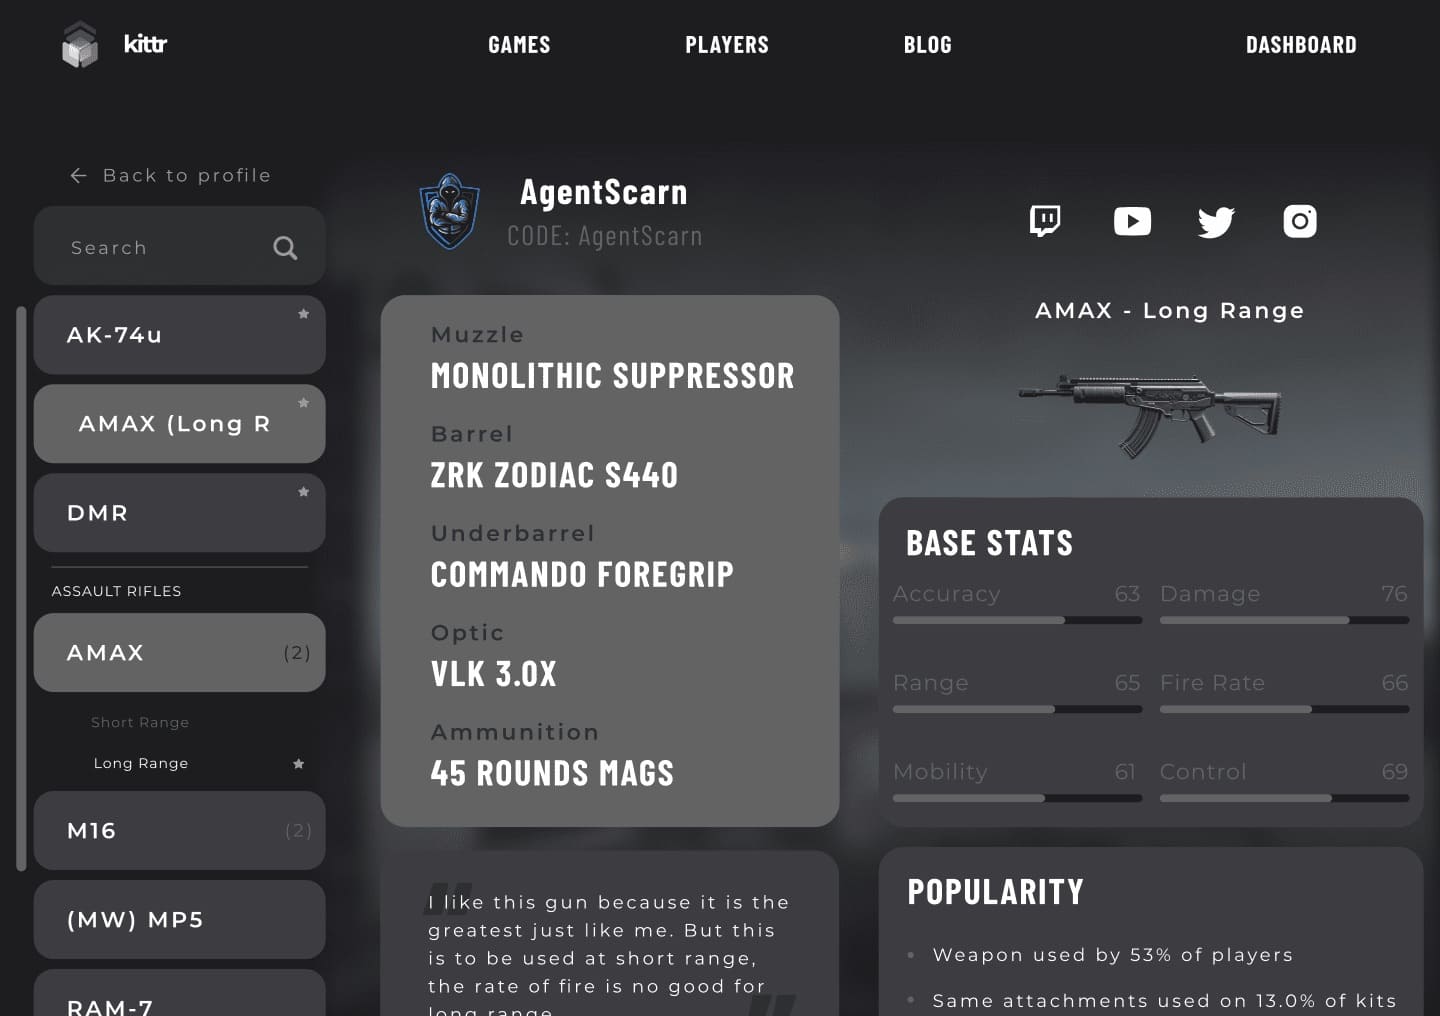 kittr
GAMES
PLAYERS
BLOG
DASHBOARD
Back to profile
Search
AK-74u
AMAX (Long R
DMR
ASSAULT RIFLES
AMAX (2)
Short Range
Long Range
M16 (2)
(MW) MP5
RAM-7
AgentScarn
CODE: AgentScarn
Muzzle
MONOLITHIC SUPPRESSOR
Barrel
ZRK ZODIAC S440
Underbarrel
COMMANDO FOREGRIP
Optic
VLK 3.0X
Ammunition
45 ROUNDS MAGS
I like this gun because it is the
greatest just like me. But this
is to be used at short range,
the rate of fire is no good for
long range
AMAX - Long Range
BASE STATS
Accuracy 63 Damage 76
Range 65 Fire Rate 66
Mobility 61 Control 69
POPULARITY
Weapon used by 53% of players
Same attachments used on 13.0% of kits